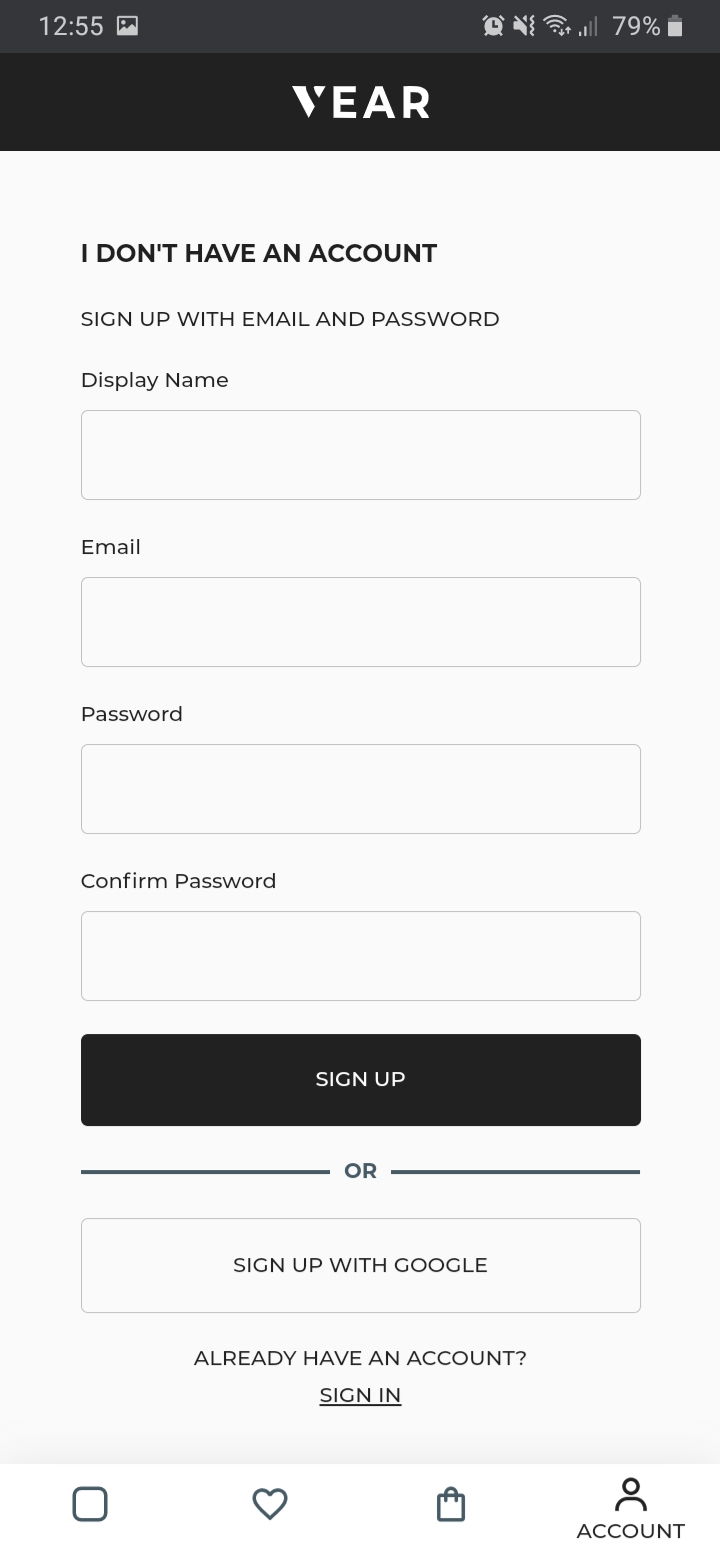 12:55 79%
VEAR
I DON'T HAVE AN ACCOUNT
SIGN UP WITH EMAIL AND PASSWORD
Display Name
Email
Password
Confirm Password
SIGN UP
OR
SIGN UP WITH GOOGLE
ALREADY HAVE AN ACCOUNT?
SIGN IN
ACCOUNT